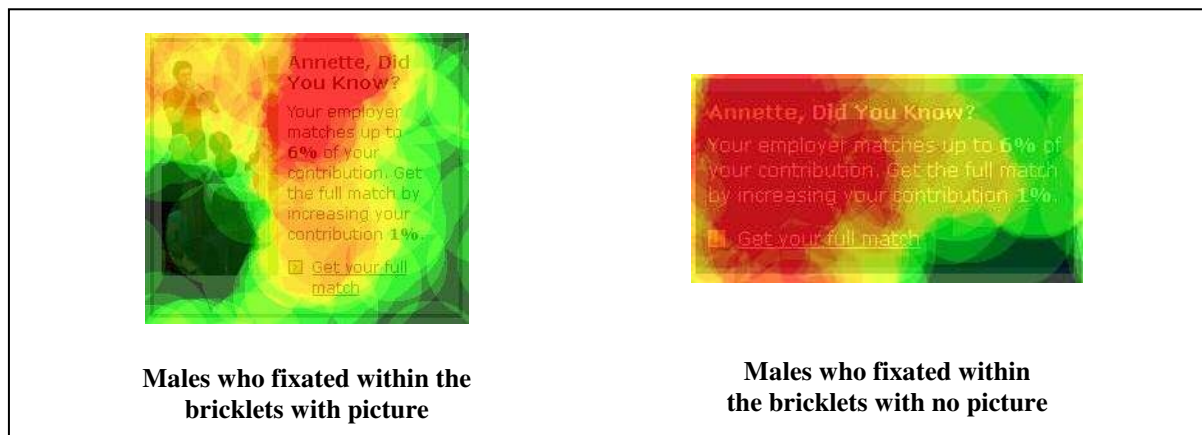 Annette, Did
You Know?
Your employer
matches up to
6% of your
contribution. Get
the full match by
increasing your
contribution 1%.
Get your full
match
Annette, Did You Know?
Your employer matches up to 6% of
your contribution. Get the full match
by increasing your contribution 1%.
Get your full match
Males who fixated within the
bricklets with picture
Males who fixated within
the bricklets with no picture